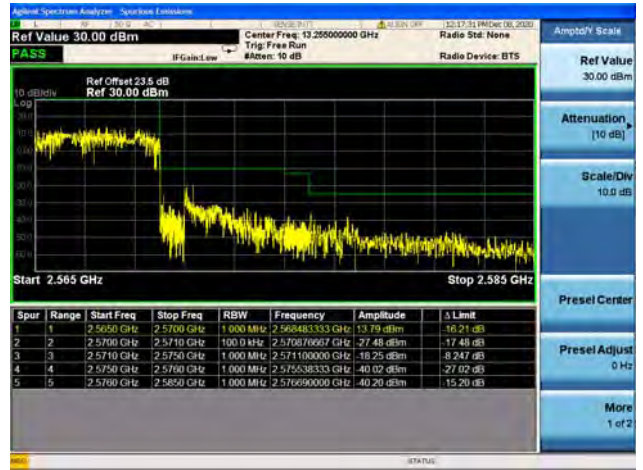 Agilent Spectrum Analyzer Spurious Emissions
L RF 50 Ω AC SENSE:INT ALIGN OFF 12:17:31 PM Dec 08, 2020
Ref Value 30.00 dBm Center Freq: 13.255000000 GHz Radio Std: None Amptd/Y Scale
Trig: Free Run
PASS IFGain:Low #Atten: 10 dB Radio Device: BTS
Ref Value
30.00 dBm
Ref Offset 23.5 dB
10 dB/div Ref 30.00 dBm
Log
Attenuation
[10 dB]
Scale/Div
10.0 dB
Start 2.565 GHz Stop 2.585 GHz
Presel Center
Spur Range Start Freq Stop Freq RBW Frequency Amplitude Δ Limit
1 1 2.5650 GHz 2.5700 GHz 1.000 MHz 2.568483333 GHz 13.79 dBm -16.21 dB
2 2 2.5700 GHz 2.5710 GHz 100.0 kHz 2.570876667 GHz -27.48 dBm -17.48 dB
3 3 2.5710 GHz 2.5750 GHz 1.000 MHz 2.571100000 GHz -18.25 dBm -8.247 dB
4 4 2.5750 GHz 2.5760 GHz 1.000 MHz 2.575538333 GHz -40.02 dBm -27.02 dB
5 5 2.5760 GHz 2.5850 GHz 1.000 MHz 2.576690000 GHz -40.20 dBm -15.20 dB
Presel Adjust
0 Hz
More
1 of 2
MSG STATUS